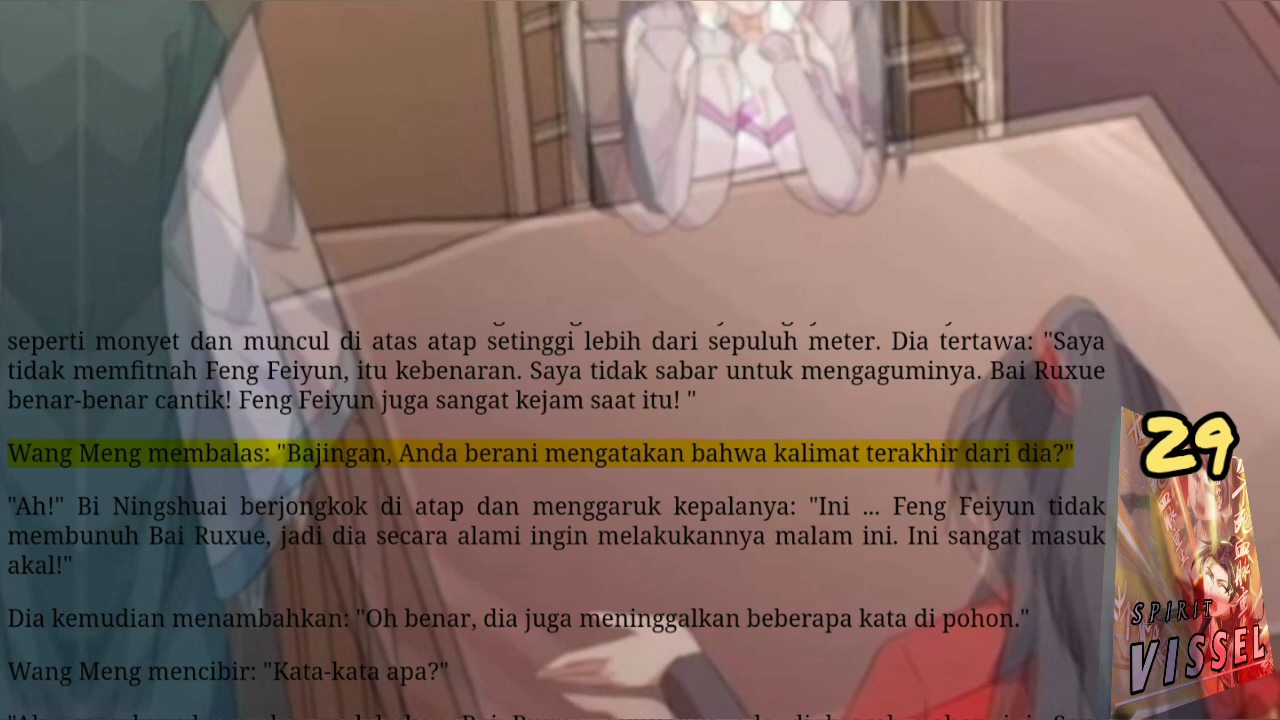 seperti monyet dan muncul di atas atap setinggi lebih dari sepuluh meter. Dia tertawa: "Saya
tidak memfitnah Feng Feiyun, itu kebenaran. Saya tidak sabar untuk mengaguminya. Bai Ruxue
benar-benar cantik! Feng Feiyun juga sangat kejam saat itu! "
Wang Meng membalas: "Bajingan, Anda berani mengatakan bahwa kalimat terakhir dari dia?"
"Ah!" Bi Ningshuai berjongkok di atap dan menggaruk kepalanya: "Ini ... Feng Feiyun tidak
membunuh Bai Ruxue, jadi dia secara alami ingin melakukannya malam ini. Ini sangat masuk
akal!"
Dia kemudian menambahkan: "Oh benar, dia juga meninggalkan beberapa kata di pohon."
Wang Meng mencibir: "Kata-kata apa?"
29
SPIRIT
VISSEL